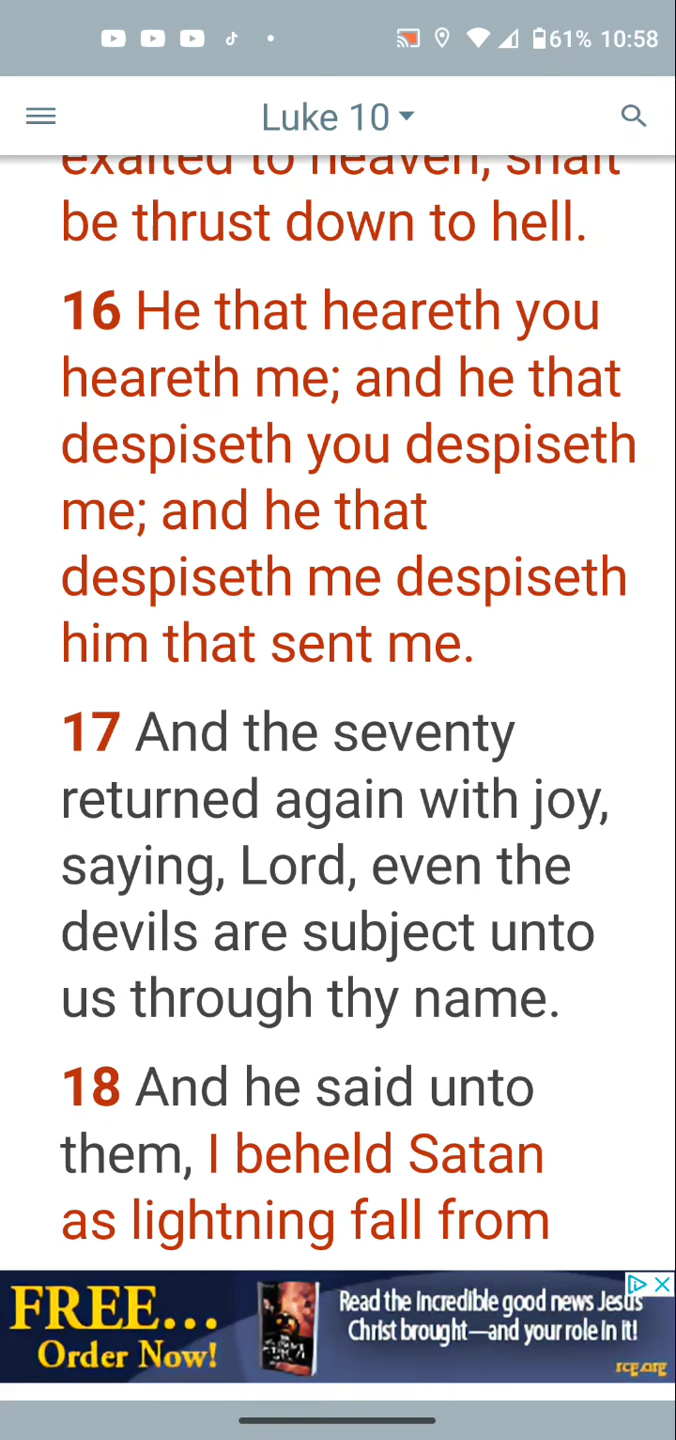 61% 10:58
Luke 10
exalted to heaven, shalt
be thrust down to hell.
16 He that heareth you
heareth me; and he that
despiseth you despiseth
me; and he that
despiseth me despiseth
him that sent me.
17 And the seventy
returned again with joy,
saying, Lord, even the
devils are subject unto
us through thy name.
18 And he said unto
them, I beheld Satan
as lightning fall from
FREE...
Order Now!
Read the incredible good news Jesus
Christ brought—and your role in it!
rcg.org